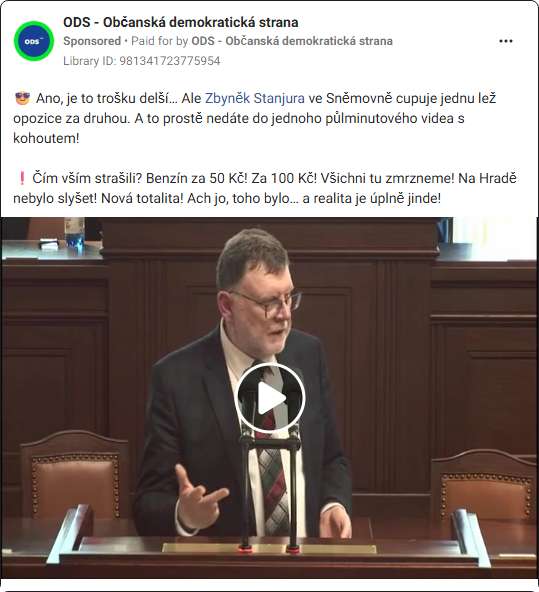 ODS - Občanská demokratická strana
Sponsored • Paid for by ODS - Občanská demokratická strana
Library ID: 981341723775954
ODS
😎 Ano, je to trošku delší… Ale Zbyněk Stanjura ve Sněmovně cupuje jednu lež
opozice za druhou. A to prostě nedáte do jednoho půlminutového videa s
kohoutem!
❗ Čím vším strašili? Benzín za 50 Kč! Za 100 Kč! Všichni tu zmrzneme! Na Hradě
nebylo slyšet! Nová totalita! Ach jo, toho bylo… a realita je úplně jinde!